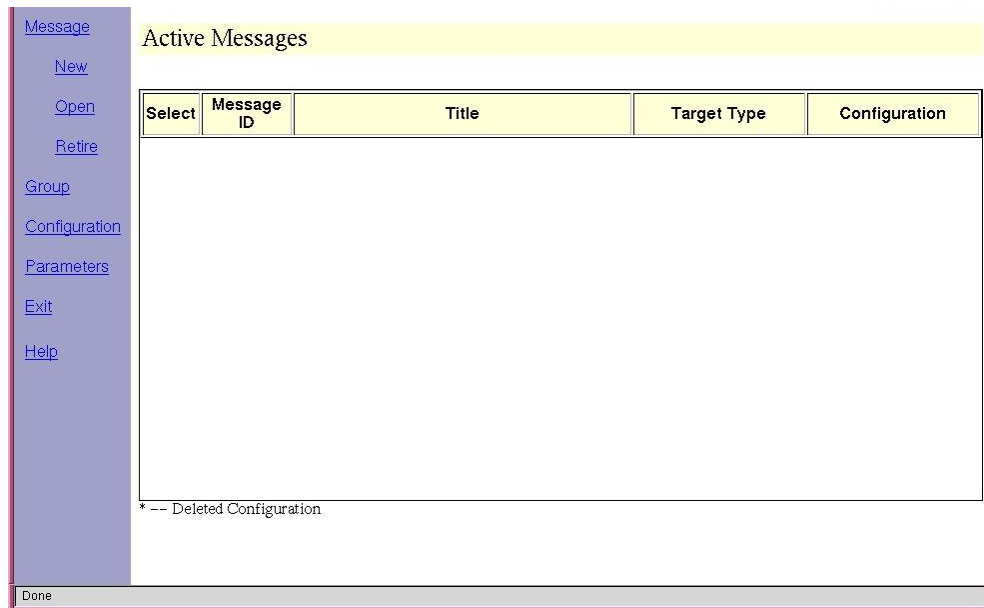 Message
New
Open
Retire
Group
Configuration
Parameters
Exit
Help
Active Messages
Select
Message
ID
Title
Target Type
Configuration
* –– Deleted Configuration
Done